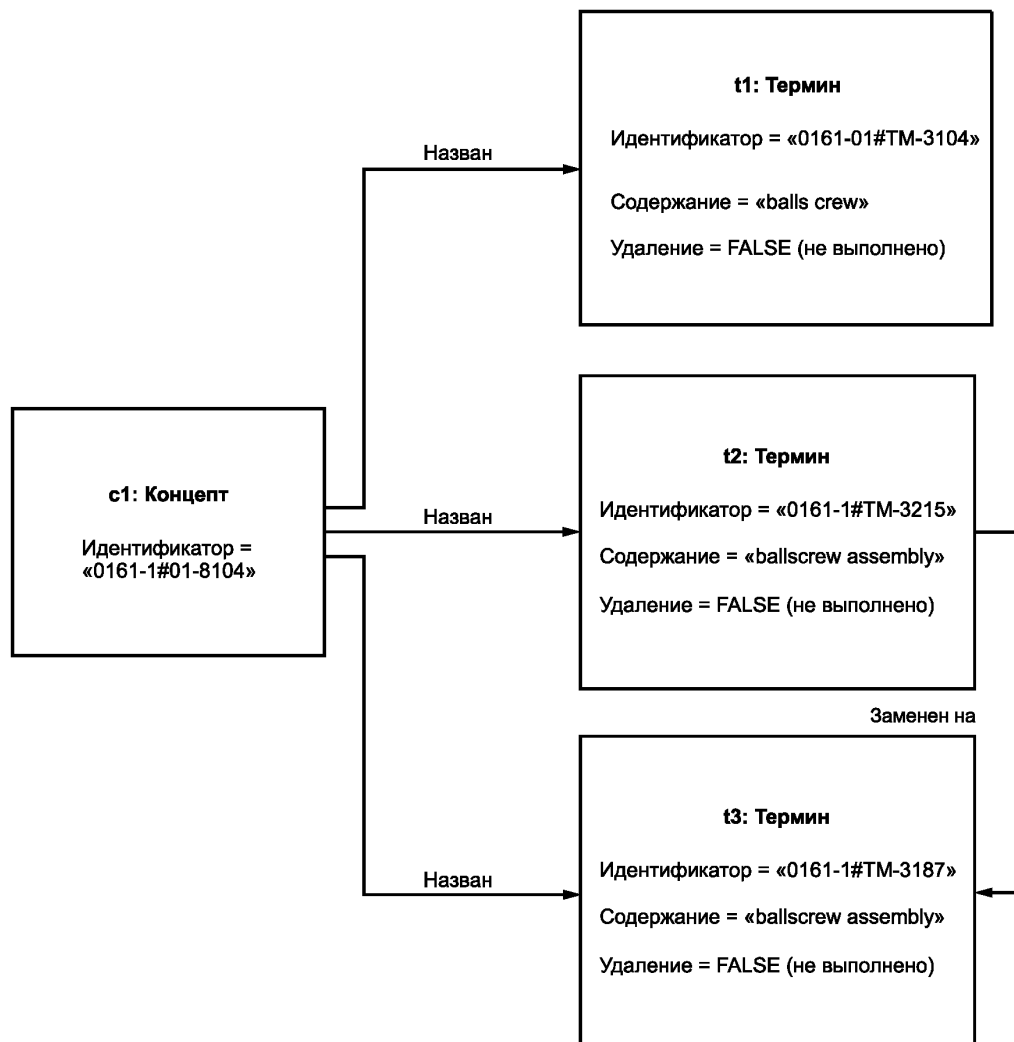 t1: Термин
Идентификатор = «0161-01#TM-3104»
Содержание = «balls crew»
Удаление = FALSE (не выполнено)
Назван
c1: Концепт
Идентификатор =
«0161-1#01-8104»
Назван
t2: Термин
Идентификатор = «0161-1#TM-3215»
Содержание = «ballscrew assembly»
Удаление = FALSE (не выполнено)
Заменен на
Назван
t3: Термин
Идентификатор = «0161-1#TM-3187»
Содержание = «ballscrew assembly»
Удаление = FALSE (не выполнено)